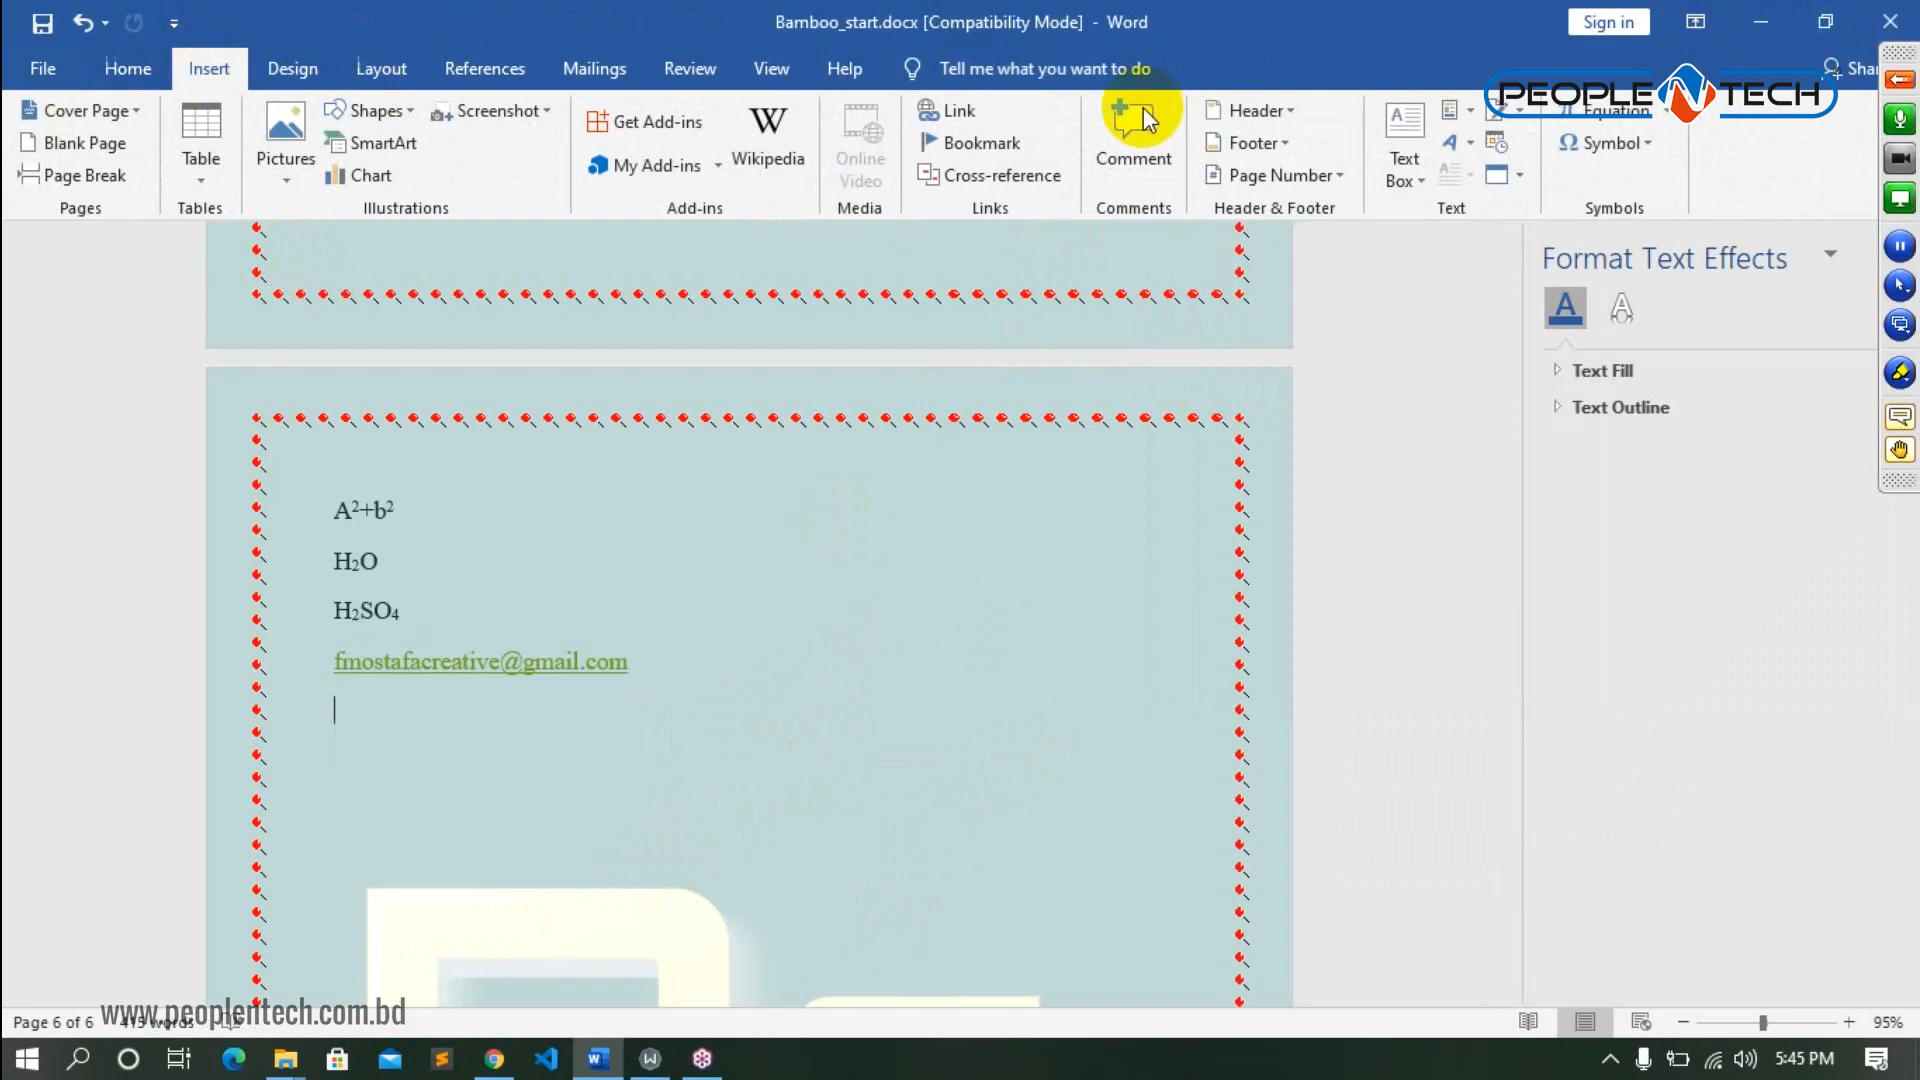 Bamboo_start.docx [Compatibility Mode] - Word
Sign in
File Home Insert Design Layout References Mailings Review View Help Tell me what you want to do
PEOPLE N TECH
Cover Page
Blank Page
Page Break
Pages
Table
Tables
Pictures
Shapes
SmartArt
Chart
Screenshot
Illustrations
Get Add-ins
My Add-ins
W
Wikipedia
Add-ins
Online
Video
Media
Link
Bookmark
Cross-reference
Links
Comment
Comments
Header
Footer
Page Number
Header & Footer
Text
Box
Text
Equation
Symbol
Symbols
Format Text Effects
Text Fill
Text Outline
A²+b²
H₂O
H₂SO₄
fmostafacreative@gmail.com
www.peoplentech.com.bd
Page 6 of 6 415 words
95%
5:45 PM